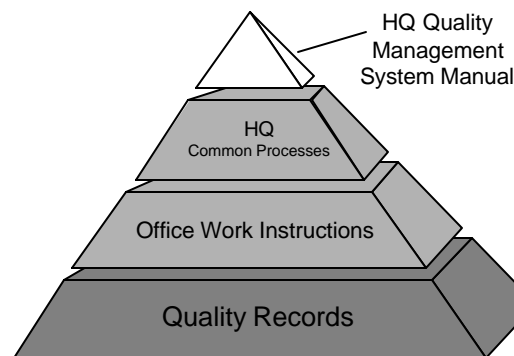 HQ Quality
Management
System Manual
HQ
Common Processes
Office Work Instructions
Quality Records